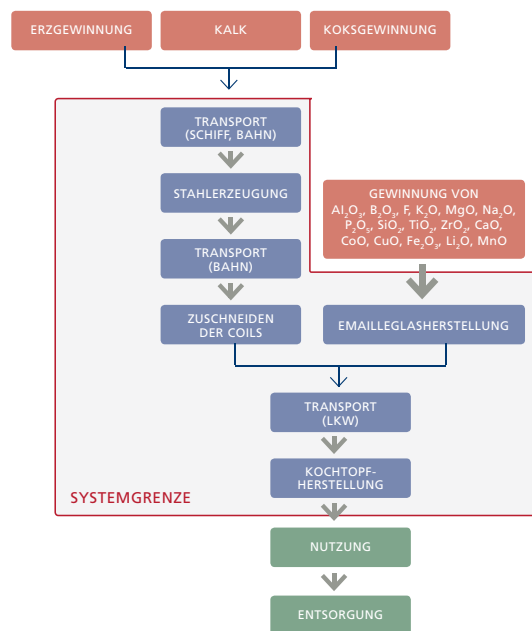 ERZGEWINNUNG
KALK
KOKSGEWINNUNG
TRANSPORT
(SCHIFF, BAHN)
STAHLERZEUGUNG
GEWINNUNG VON
Al₂O₃, B₂O₃, F, K₂O, MgO, Na₂O,
P₂O₅, SiO₂, TiO₂, ZrO₂, CaO,
CoO, CuO, Fe₂O₃, Li₂O, MnO
TRANSPORT
(BAHN)
ZUSCHNEIDEN
DER COILS
EMAILLEGLASHERSTELLUNG
TRANSPORT
(LKW)
KOCHTOPF-
HERSTELLUNG
SYSTEMGRENZE
NUTZUNG
ENTSORGUNG